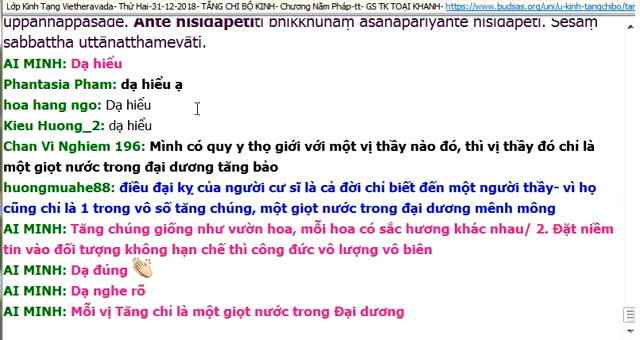 Lớp Kinh Tạng Vietheravada- Thứ Hai-31-12-2018- TĂNG CHI BỘ KINH- Chương Năm Pháp-tt- GS TK TOẠI KHANH- https://www.budsas.org/uni/u-kinh-tangchibo/tan
uppannappasāde. Ante nisīdāpetīti bhikkhūnaṃ āsanapariyante nisīdāpeti. Sesaṃ
sabbattha uttānatthamevāti.
AI MINH: Dạ hiểu
Phantasia Pham: dạ hiểu ạ
hoa hang ngo: Dạ hiểu
Kieu Huong_2: dạ hiểu
Chan Vi Nghiem 196: Mình có quy y thọ giới với một vị thầy nào đó, thì vị thầy đó chỉ là
một giọt nước trong đại dương tăng bảo
huongmuahe88: điều đại kỵ của người cư sĩ là cả đời chỉ biết đến một người thầy- vì họ
cũng chỉ là 1 trong vô số tăng chúng, một giọt nước trong đại dương mênh mông
AI MINH: Tăng chúng giống như vườn hoa, mỗi hoa có sắc hương khác nhau/ 2. Đặt niềm
tin vào đối tượng không hạn chế thì công đức vô lượng vô biên
AI MINH: Dạ đúng 👏
AI MINH: Dạ nghe rõ
AI MINH: Mỗi vị Tăng chỉ là một giọt nước trong Đại dương